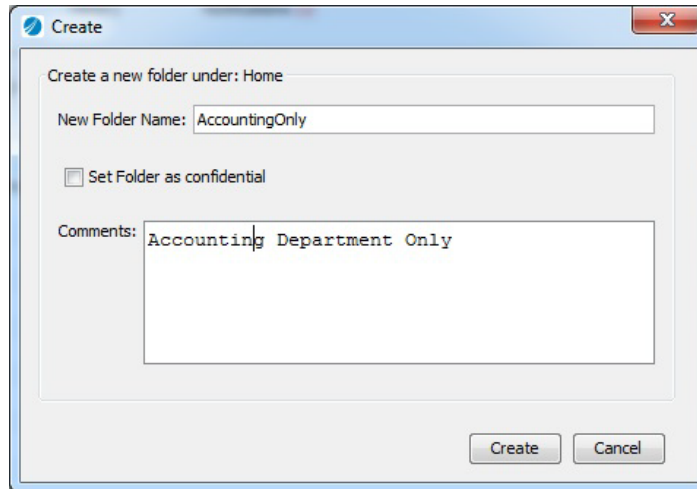 Create
Create a new folder under: Home
New Folder Name: AccountingOnly
Set Folder as confidential
Comments: Accounting Department Only
Create Cancel